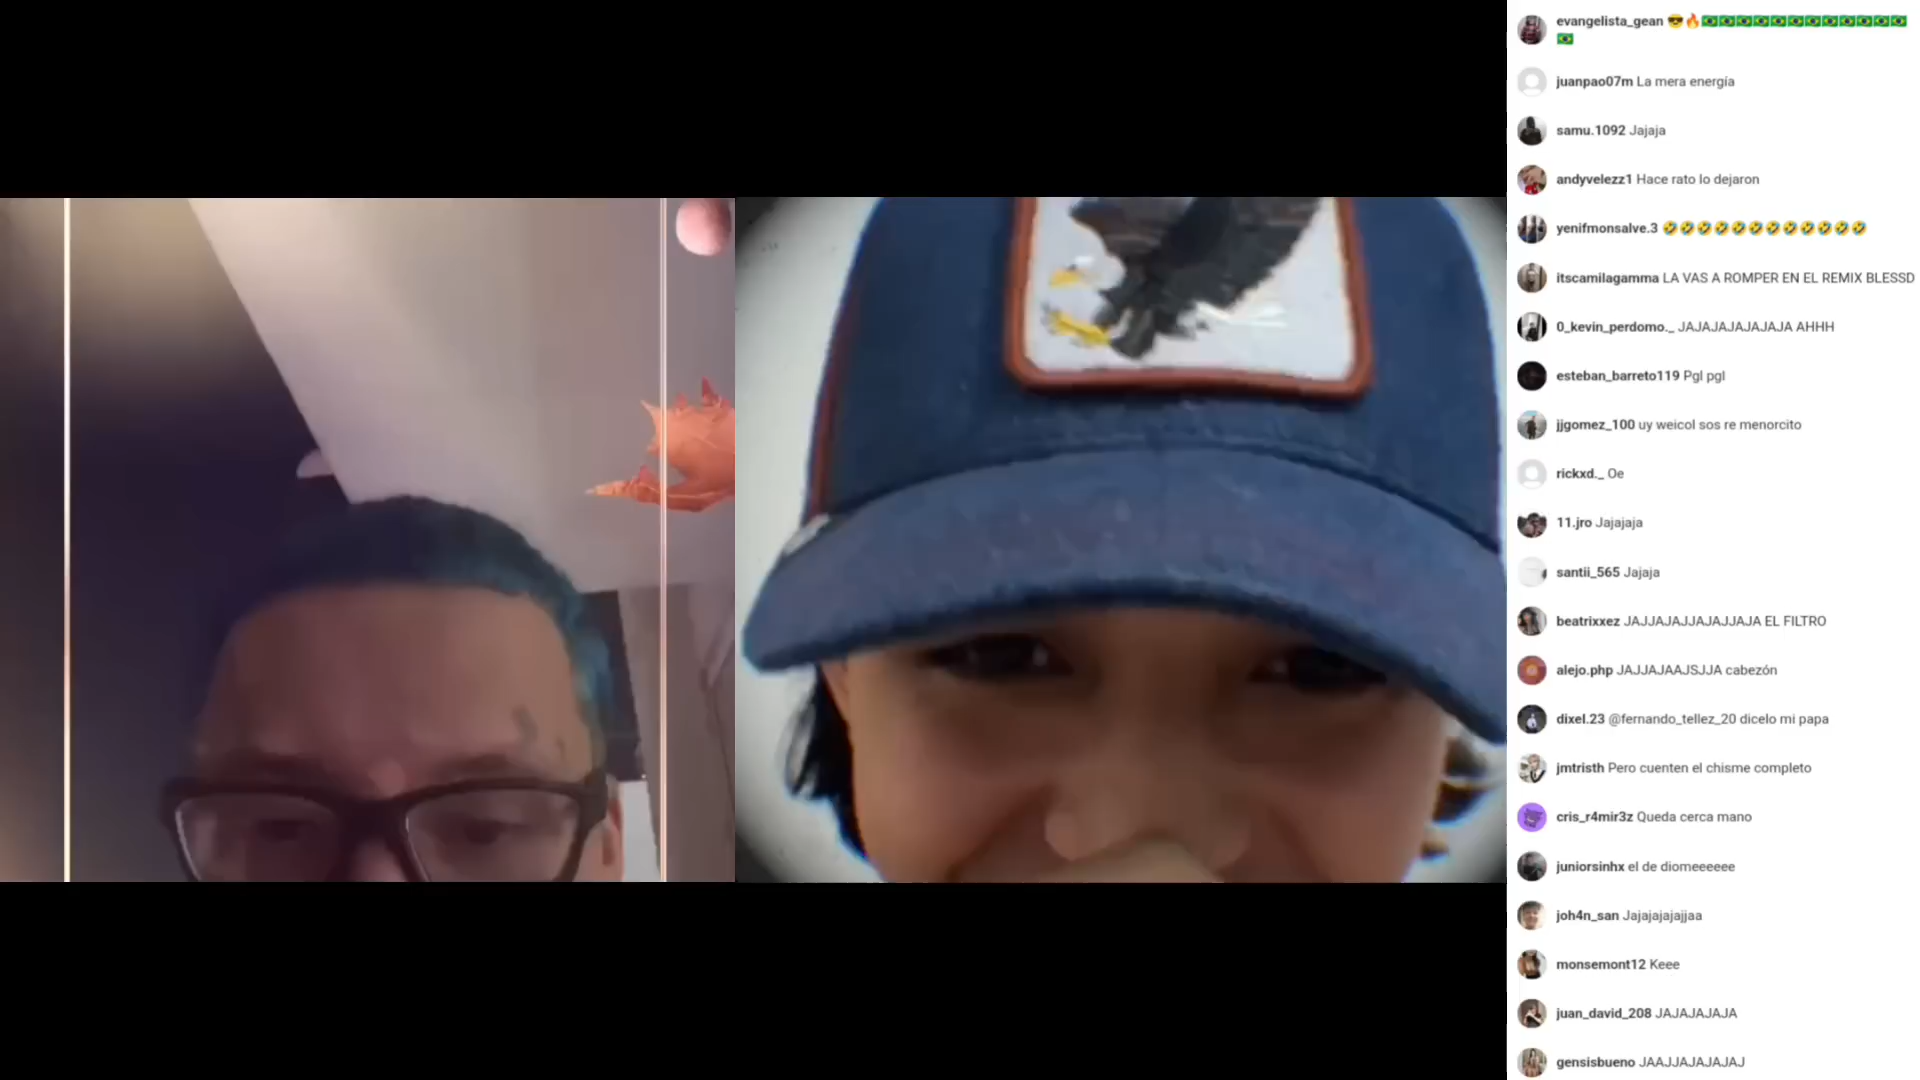 evangelista_gean 😎🔥🇧🇷🇧🇷🇧🇷🇧🇷🇧🇷🇧🇷🇧🇷🇧🇷🇧🇷🇧🇷🇧🇷🇧🇷
🇧🇷
juanpao07m La mera energía
samu.1092 Jajaja
andyvelezz1 Hace rato lo dejaron
yenifmonsalve.3 🤣🤣🤣🤣🤣🤣🤣🤣🤣🤣🤣🤣
itscamilagamma LA VAS A ROMPER EN EL REMIX BLESSD
0_kevin_perdomo._ JAJAJAJAJAJAJA AHHH
esteban_barreto119 Pgl pgl
jjgomez_100 uy weicol sos re menorcito
rickxd._ Oe
11.jro Jajajaja
santii_565 Jajaja
beatrixxez JAJJAJAJJAJAJJAJA EL FILTRO
alejo.php JAJJAJAAJSJJA cabezón
dixel.23 @fernando_tellez_20 dicelo mi papa
jmtristh Pero cuenten el chisme completo
cris_r4mir3z Queda cerca mano
juniorsinhx el de diomeeeeee
joh4n_san Jajajajajajjaa
monsemont12 Keee
juan_david_208 JAJAJAJAJA
gensisbueno JAAJJAJAJAJAJ